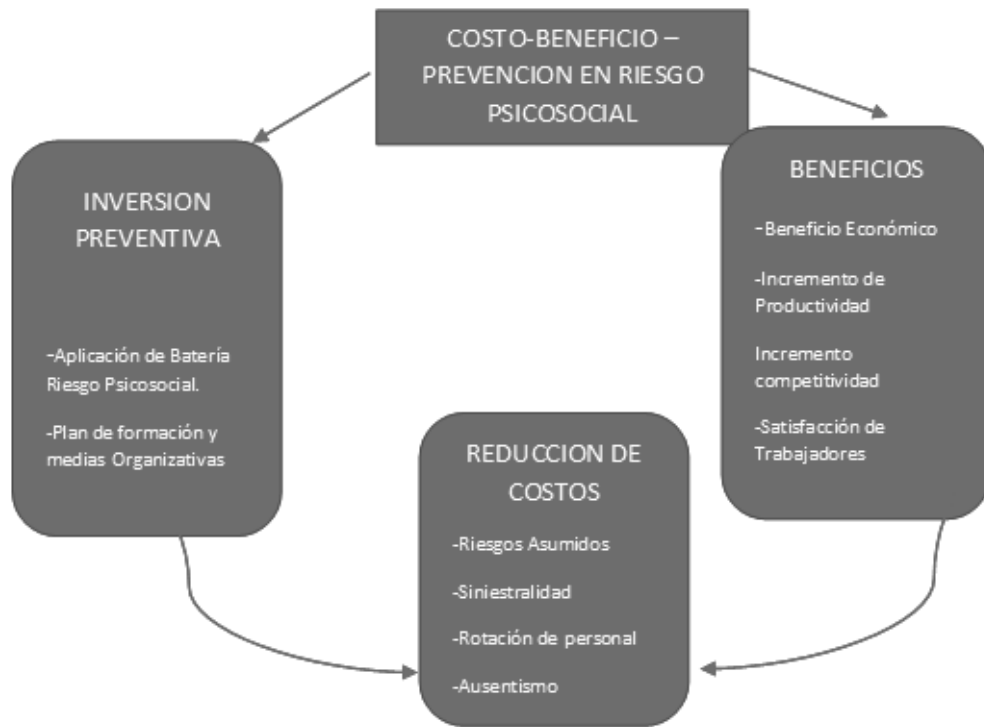 COSTO-BENEFICIO –
PREVENCION EN RIESGO
PSICOSOCIAL
INVERSION
PREVENTIVA
-Aplicación de Batería
Riesgo Psicosocial.
-Plan de formación y
medias Organizativas
BENEFICIOS
-Beneficio Económico
-Incremento de
Productividad
Incremento
competitividad
-Satisfacción de
Trabajadores
REDUCCION DE
COSTOS
-Riesgos Asumidos
-Siniestralidad
-Rotación de personal
-Ausentismo